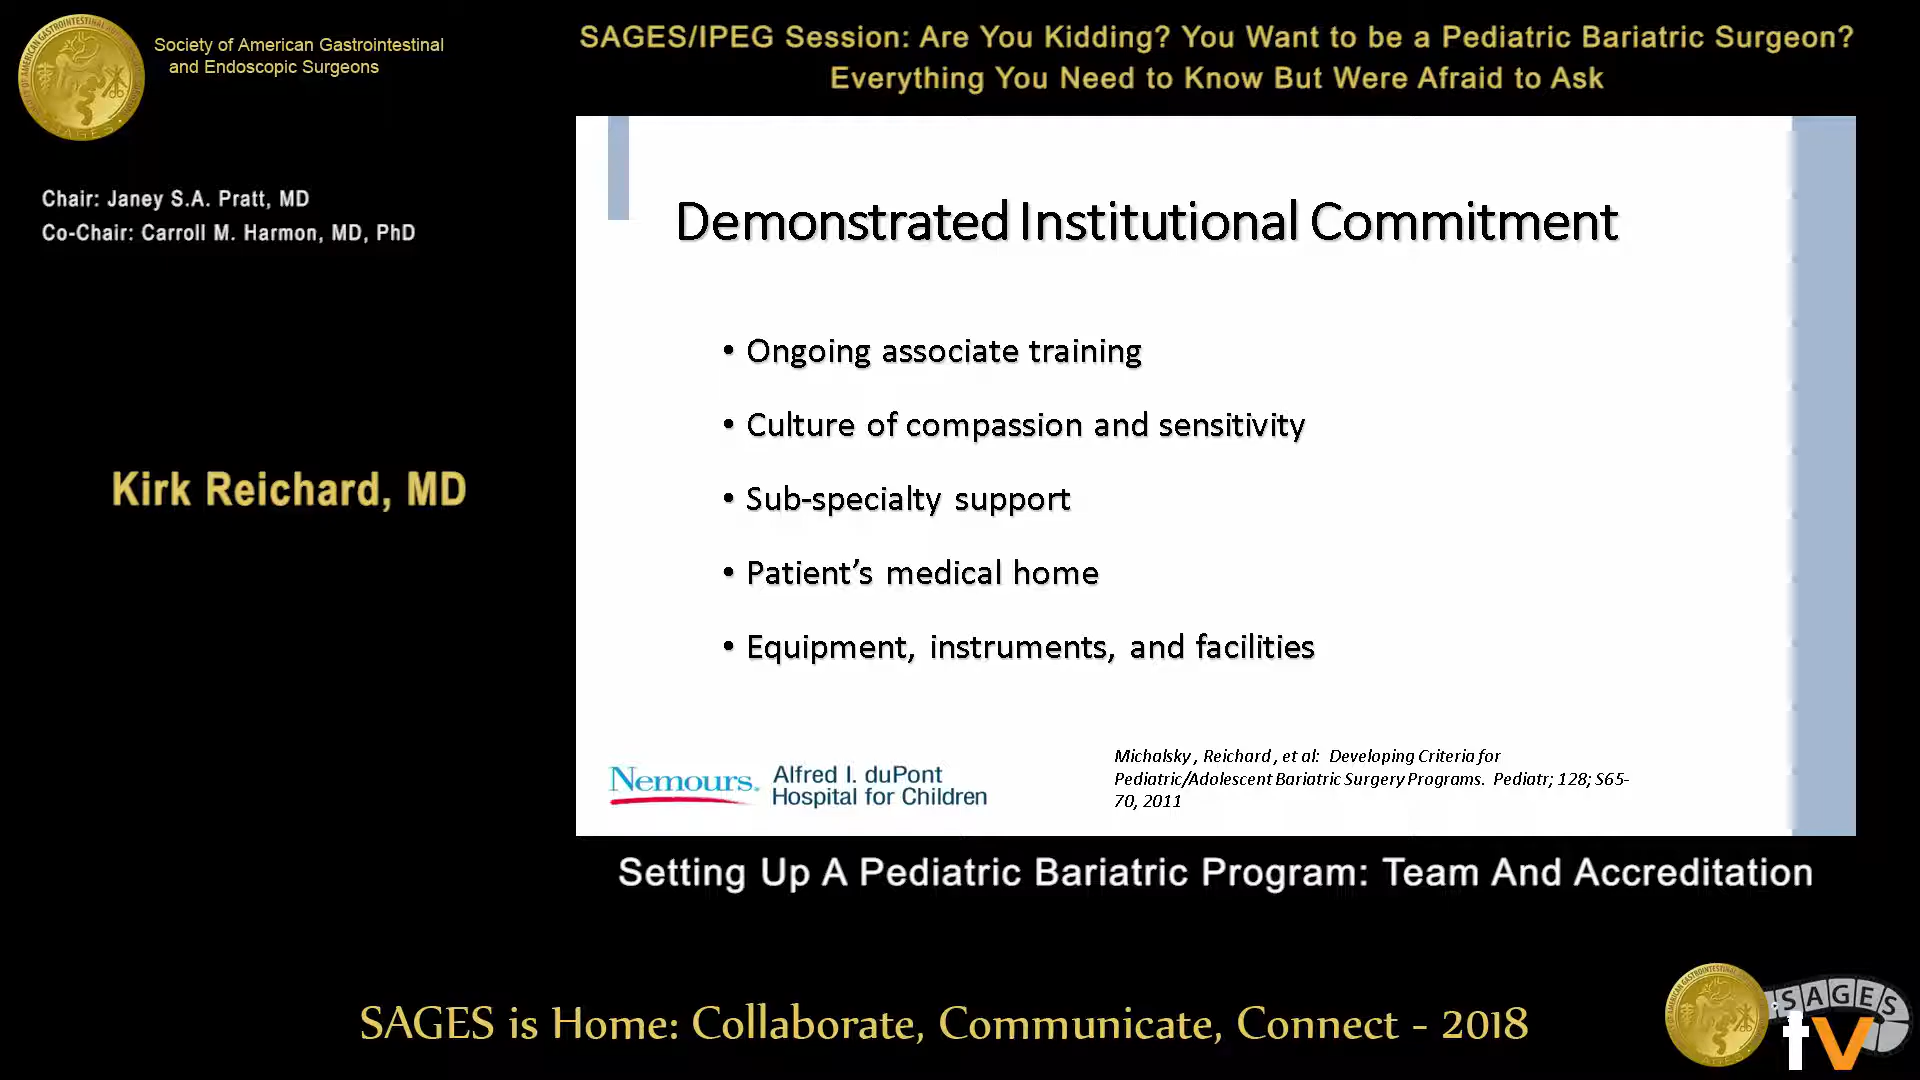 Society of American Gastrointestinal
and Endoscopic Surgeons
SAGES/IPEG Session: Are You Kidding? You Want to be a Pediatric Bariatric Surgeon?
Everything You Need to Know But Were Afraid to Ask
Chair: Janey S.A. Pratt, MD
Co-Chair: Carroll M. Harmon, MD, PhD
Kirk Reichard, MD
Demonstrated Institutional Commitment
• Ongoing associate training
• Culture of compassion and sensitivity
• Sub-specialty support
• Patient’s medical home
• Equipment, instruments, and facilities
Nemours. Alfred I. duPont
Hospital for Children
Michalsky , Reichard , et al: Developing Criteria for
Pediatric/Adolescent Bariatric Surgery Programs. Pediatr; 128; S65-
70, 2011
Setting Up A Pediatric Bariatric Program: Team And Accreditation
SAGES is Home: Collaborate, Communicate, Connect - 2018
SAGES
tv